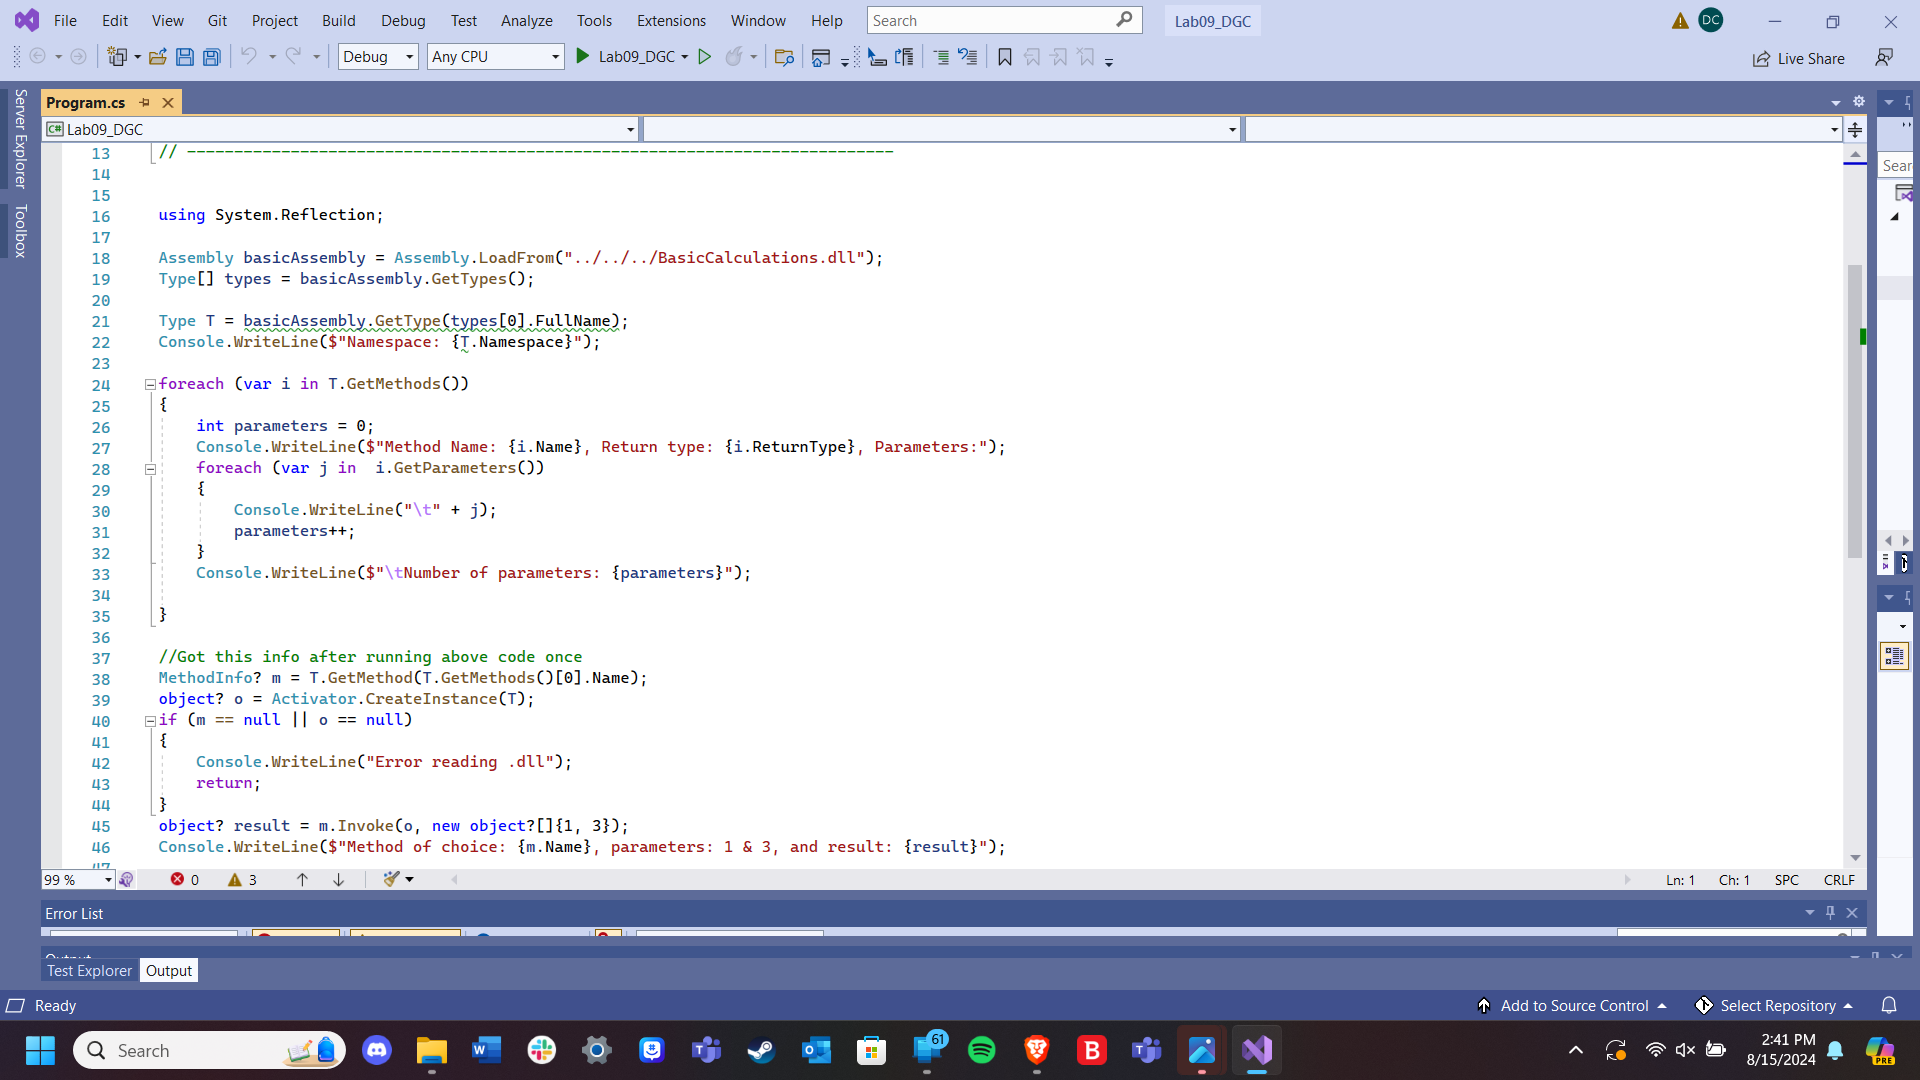 File Edit View Git Project Build Debug Test Analyze Tools Extensions Window Help Search Lab09_DGC DC
Debug Any CPU Lab09_DGC Live Share
Server Explorer
Toolbox
Program.cs
C# Lab09_DGC
13 // ---------------------------------------------------------------------------
14
15
16 using System.Reflection;
17
18 Assembly basicAssembly = Assembly.LoadFrom("../../../BasicCalculations.dll");
19 Type[] types = basicAssembly.GetTypes();
20
21 Type T = basicAssembly.GetType(types[0].FullName);
22 Console.WriteLine($"Namespace: {T.Namespace}");
23
24 foreach (var i in T.GetMethods())
25 {
26 int parameters = 0;
27 Console.WriteLine($"Method Name: {i.Name}, Return type: {i.ReturnType}, Parameters:");
28 foreach (var j in  i.GetParameters())
29 {
30 Console.WriteLine("\t" + j);
31 parameters++;
32 }
33 Console.WriteLine($"\tNumber of parameters: {parameters}");
34
35 }
36
37 //Got this info after running above code once
38 MethodInfo? m = T.GetMethod(T.GetMethods()[0].Name);
39 object? o = Activator.CreateInstance(T);
40 if (m == null || o == null)
41 {
42 Console.WriteLine("Error reading .dll");
43 return;
44 }
45 object? result = m.Invoke(o, new object?[]{1, 3});
46 Console.WriteLine($"Method of choice: {m.Name}, parameters: 1 & 3, and result: {result}");
47
Sear
99 % 0 3 Ln: 1 Ch: 1 SPC CRLF
Error List
Output
Test Explorer Output
Ready Add to Source Control Select Repository
Search 61 B 2:41 PM
8/15/2024 PRE